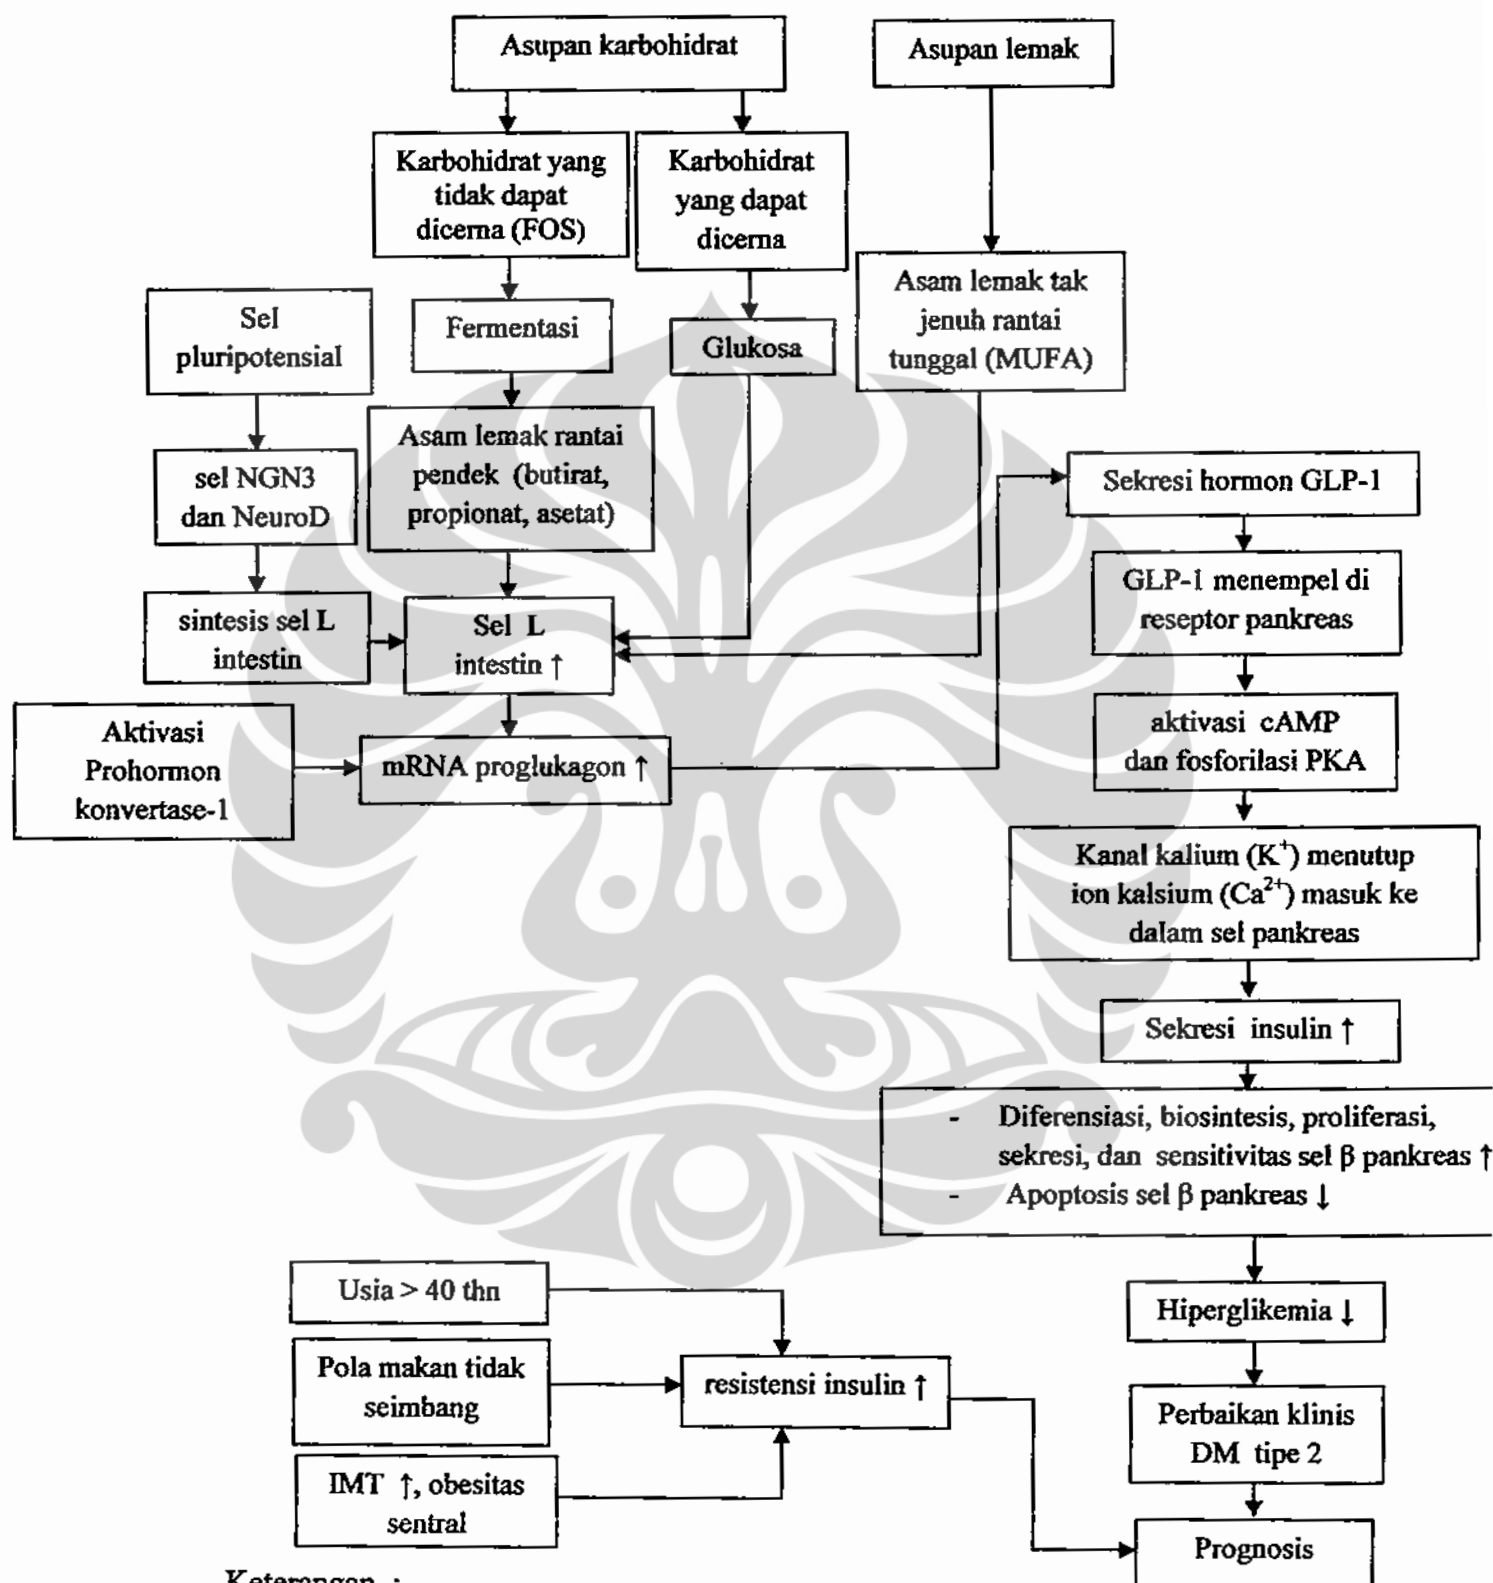 Asupan karbohidrat
Asupan lemak
Karbohidrat yang
tidak dapat
dicerna (FOS)
Karbohidrat
yang dapat
dicerna
Asam lemak tak
jenuh rantai
tunggal (MUFA)
Sel
pluripotensial
Fermentasi
Glukosa
sel NGN3
dan NeuroD
Asam lemak rantai
pendek (butirat,
propionat, asetat)
Sekresi hormon GLP-1
GLP-1 menempel di
reseptor pankreas
sintesis sel L
intestin
Sel L
intestin ↑
aktivasi cAMP
dan fosforilasi PKA
Aktivasi
Prohormon
konvertase-1
mRNA proglukagon ↑
Kanal kalium (K⁺) menutup
ion kalsium (Ca²⁺) masuk ke
dalam sel pankreas
Sekresi insulin ↑
- Diferensiasi, biosintesis, proliferasi,
sekresi, dan sensitivitas sel β pankreas ↑
- Apoptosis sel β pankreas ↓
Usia > 40 thn
Hiperglikemia ↓
Pola makan tidak
seimbang
resistensi insulin ↑
Perbaikan klinis
DM tipe 2
IMT ↑, obesitas
sentral
Prognosis
Keterangan :